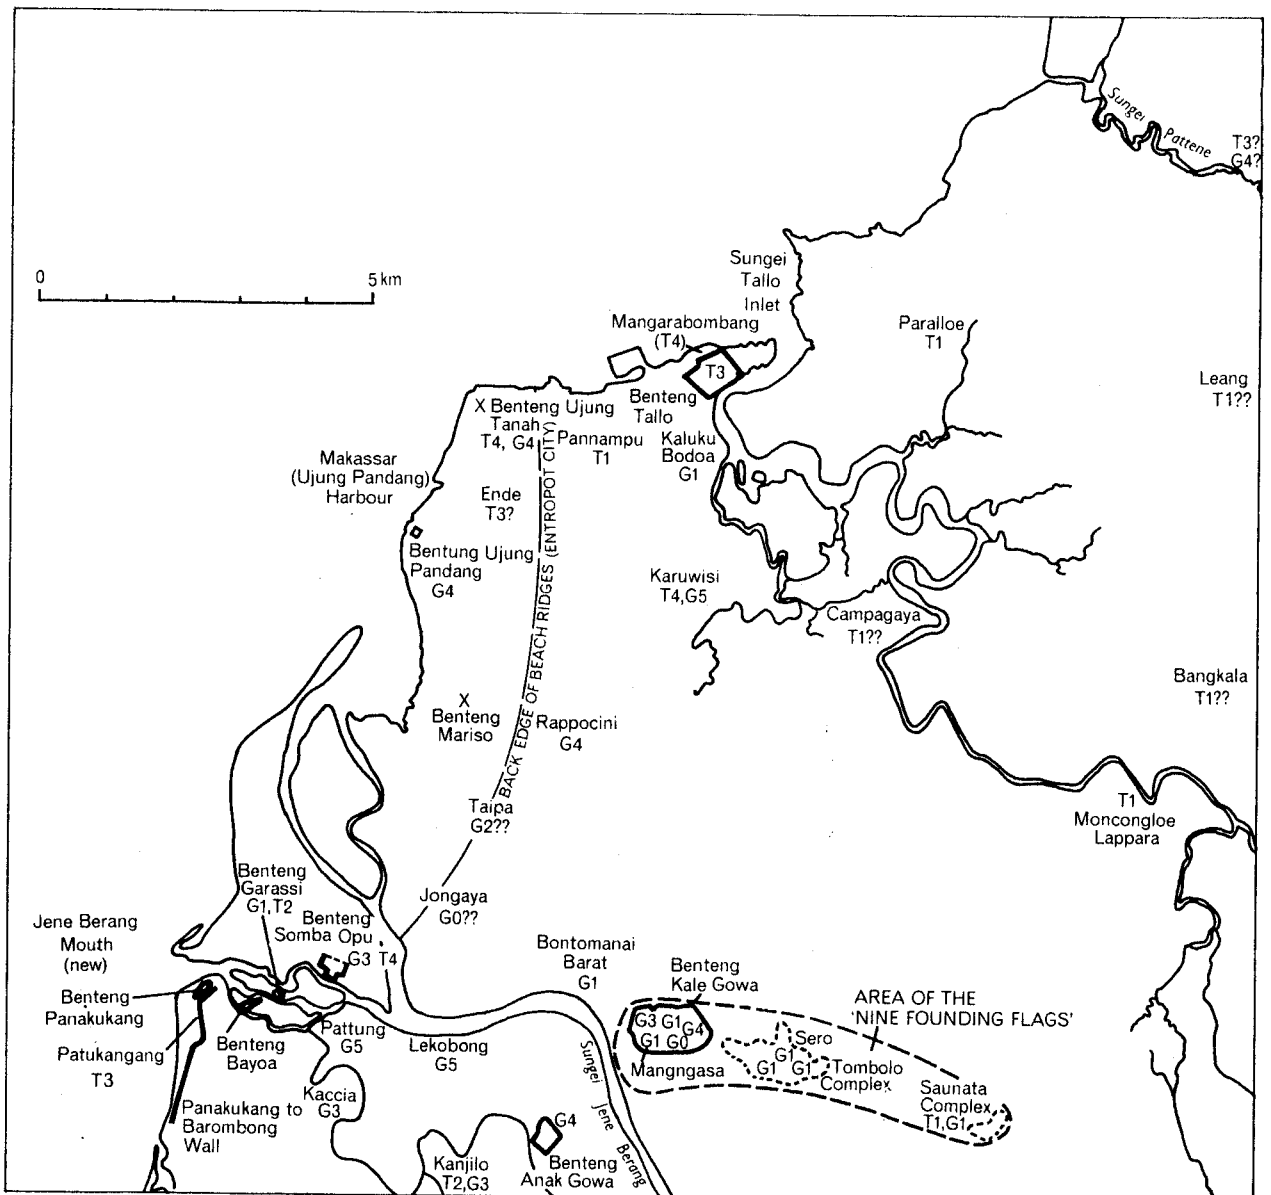 Sungei
Pattene
T3?
G4?
Sungei
Tallo
Inlet
0
5 km
Mangarabombang
(T4)
T3
Paralloe
T1
Leang
T1??
X Benteng Ujung
Tanah
T4, G4
Benteng
Tallo
Pannampu
T1
Kaluku
Bodoa
G1
Makassar
(Ujung Pandang)
Harbour
Ende
T3?
Bentung Ujung
Pandang
G4
BACK EDGE OF BEACH RIDGES (ENTROPOT CITY)
Karuwisi
T4,G5
Campagaya
T1??
Bangkala
T1??
X
Benteng
Mariso
Rappocini
G4
Taipa
G2??
T1
Moncongloe
Lappara
Benteng
Garassi
G1,T2
Jongaya
G0??
Benteng
Somba Opu
G3 T4
Jene Berang
Mouth
(new)
Bontomanai
Barat
G1
Benteng
Kale Gowa
AREA OF THE
'NINE FOUNDING FLAGS'
Benteng
Panakukang
G3 G1
G4
G1 G0
Mangngasa
Sero
G1
G1 G1
Tombolo
Complex
Pattung
G5
Lekobong
G5
Benteng
Bayoa
Patukangang
T3
Saunata
Complex
T1,G1
Kaccia
G3
Panakukang to
Barombong
Wall
Sungei Jene Berang
G4
Benteng
Anak Gowa
Kanjilo
T2,G3